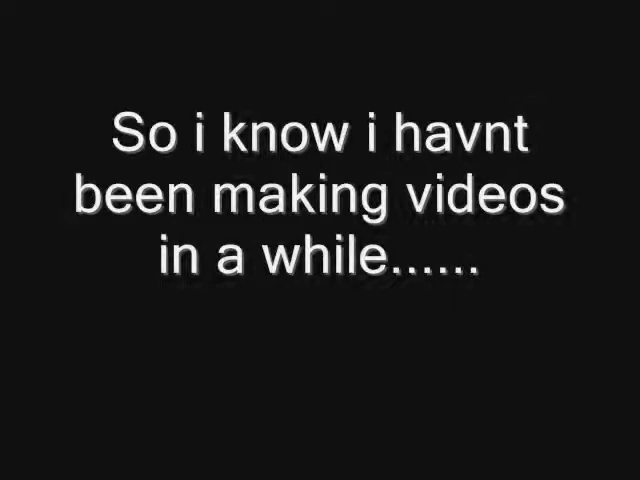 So i know i havnt
been making videos
in a while......